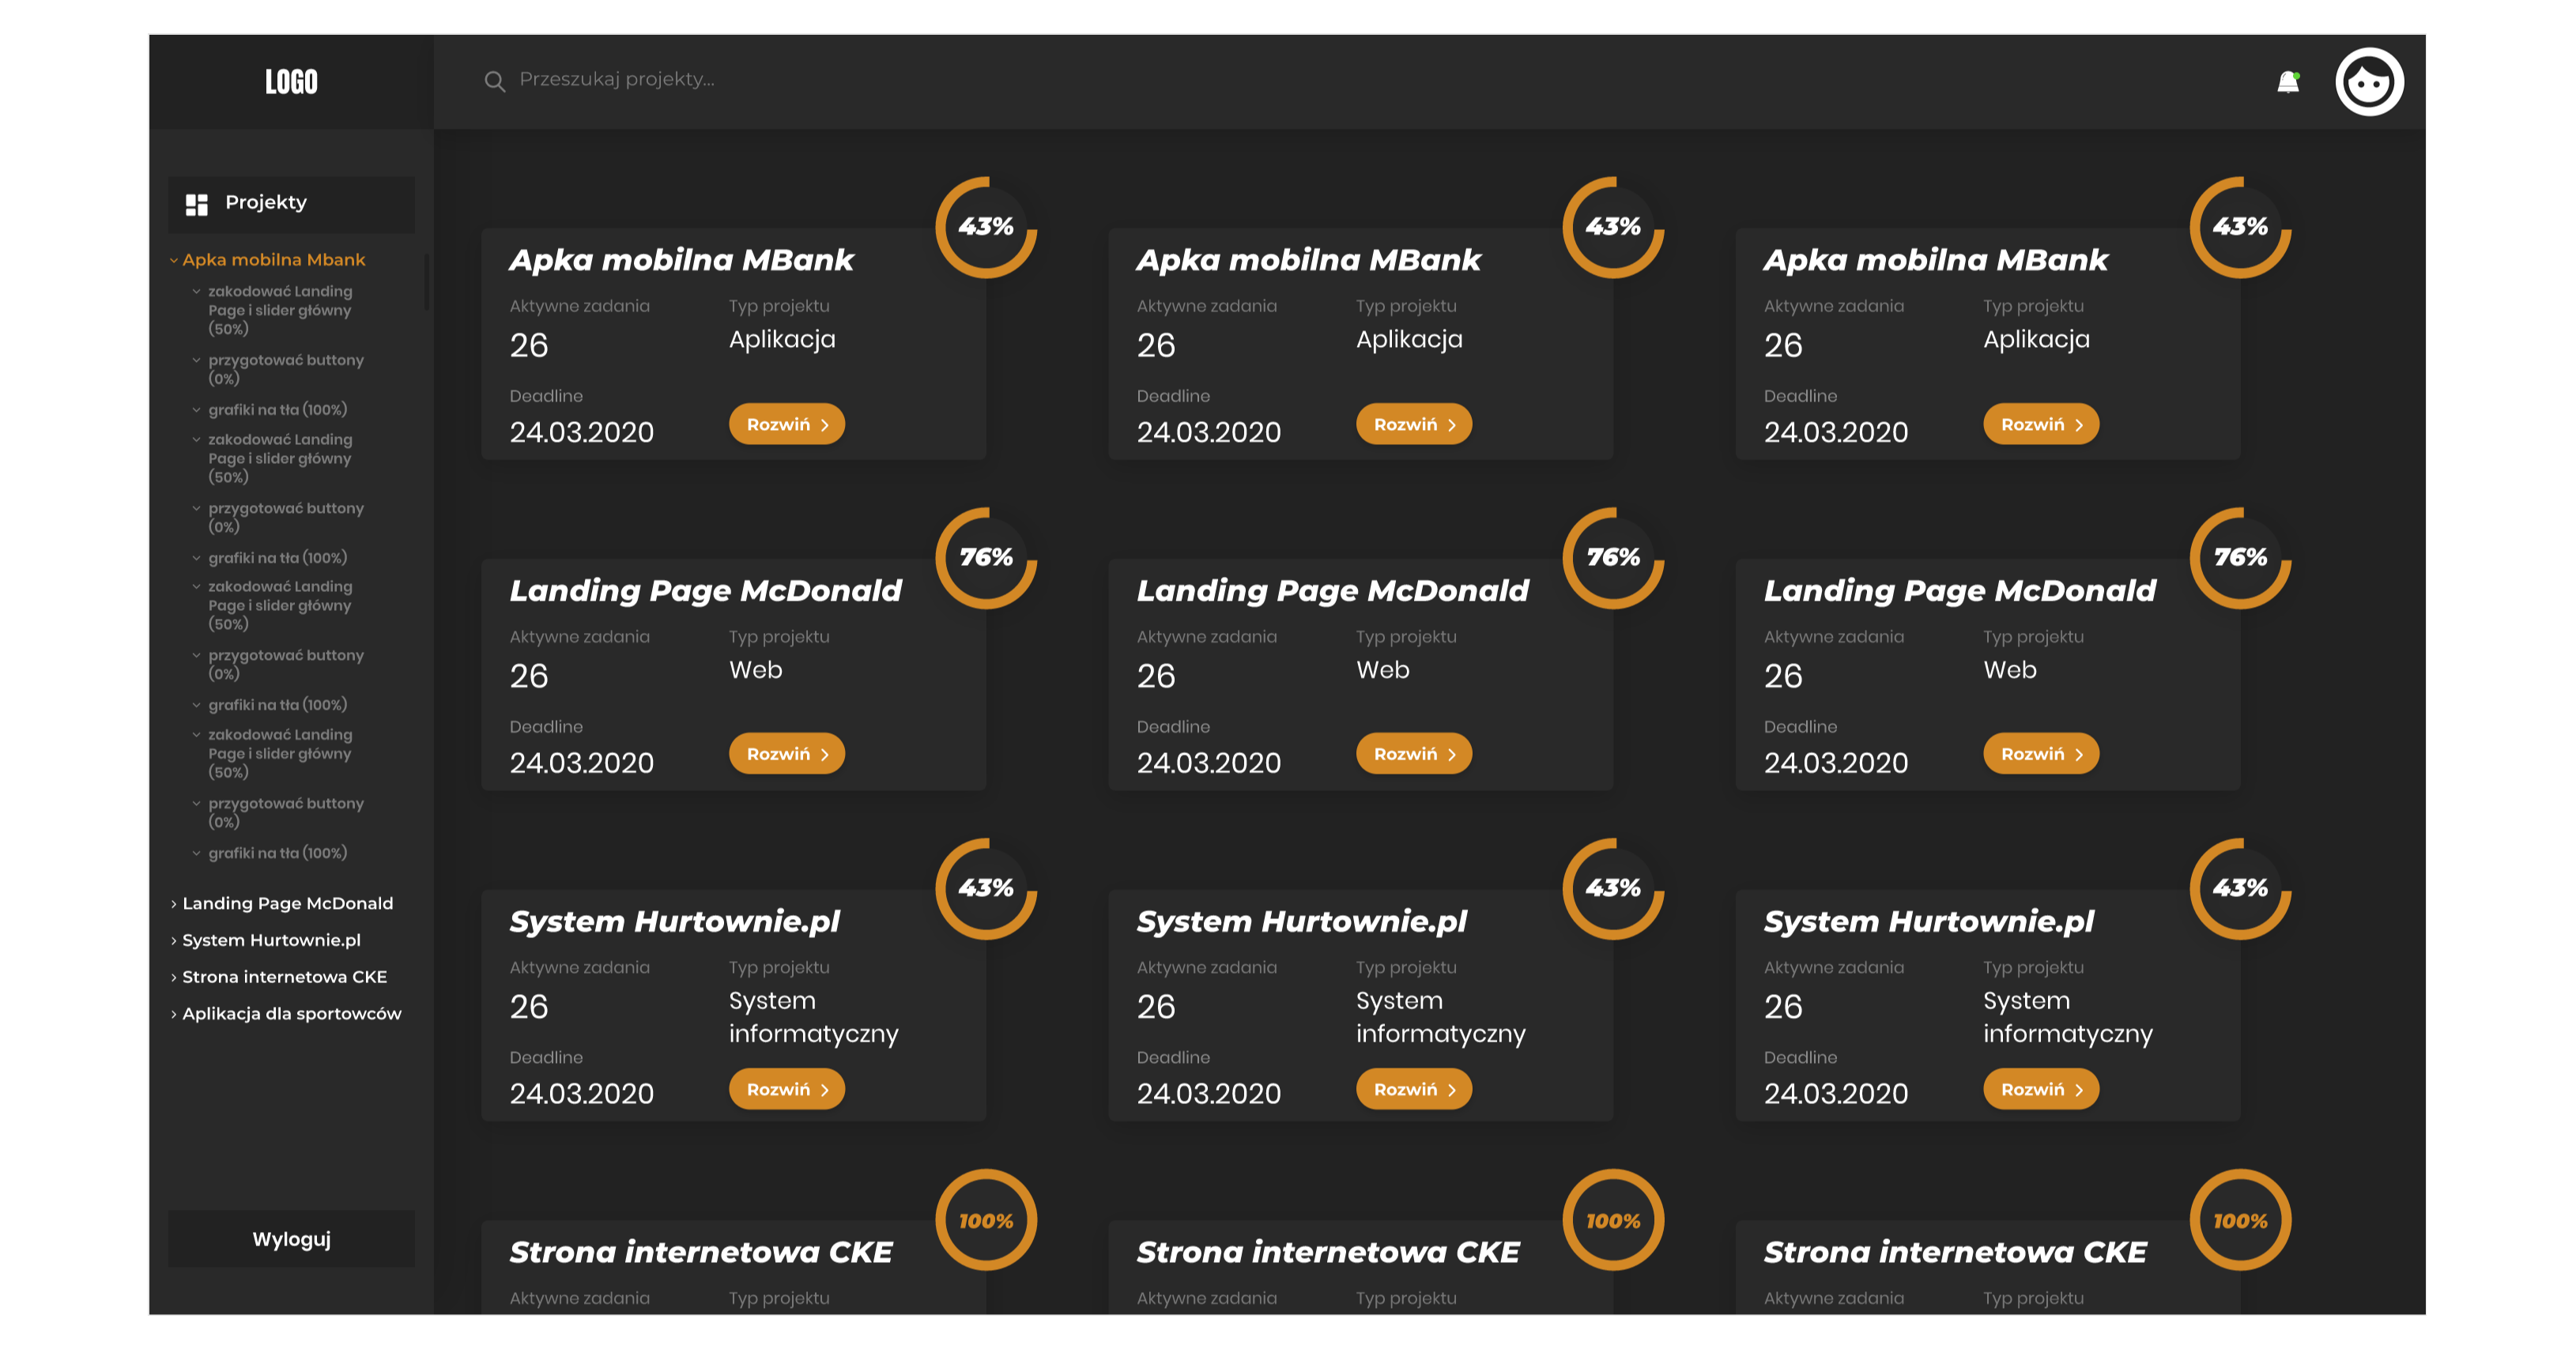 LOGO
Przeszukaj projekty...
Projekty
Apka mobilna Mbank
zakodować Landing
Page i slider główny
(50%)
przygotować buttony
(0%)
grafiki na tła (100%)
zakodować Landing
Page i slider główny
(50%)
przygotować buttony
(0%)
grafiki na tła (100%)
zakodować Landing
Page i slider główny
(50%)
przygotować buttony
(0%)
grafiki na tła (100%)
zakodować Landing
Page i slider główny
(50%)
przygotować buttony
(0%)
grafiki na tła (100%)
Landing Page McDonald
System Hurtownie.pl
Strona internetowa CKE
Aplikacja dla sportowców
Wyloguj
43%
Apka mobilna MBank
Aktywne zadania
26
Typ projektu
Aplikacja
Deadline
24.03.2020
Rozwiń
43%
Apka mobilna MBank
Aktywne zadania
26
Typ projektu
Aplikacja
Deadline
24.03.2020
Rozwiń
43%
Apka mobilna MBank
Aktywne zadania
26
Typ projektu
Aplikacja
Deadline
24.03.2020
Rozwiń
76%
Landing Page McDonald
Aktywne zadania
26
Typ projektu
Web
Deadline
24.03.2020
Rozwiń
76%
Landing Page McDonald
Aktywne zadania
26
Typ projektu
Web
Deadline
24.03.2020
Rozwiń
76%
Landing Page McDonald
Aktywne zadania
26
Typ projektu
Web
Deadline
24.03.2020
Rozwiń
43%
System Hurtownie.pl
Aktywne zadania
26
Typ projektu
System
informatyczny
Deadline
24.03.2020
Rozwiń
43%
System Hurtownie.pl
Aktywne zadania
26
Typ projektu
System
informatyczny
Deadline
24.03.2020
Rozwiń
43%
System Hurtownie.pl
Aktywne zadania
26
Typ projektu
System
informatyczny
Deadline
24.03.2020
Rozwiń
100%
Strona internetowa CKE
Aktywne zadania
Typ projektu
100%
Strona internetowa CKE
Aktywne zadania
Typ projektu
100%
Strona internetowa CKE
Aktywne zadania
Typ projektu